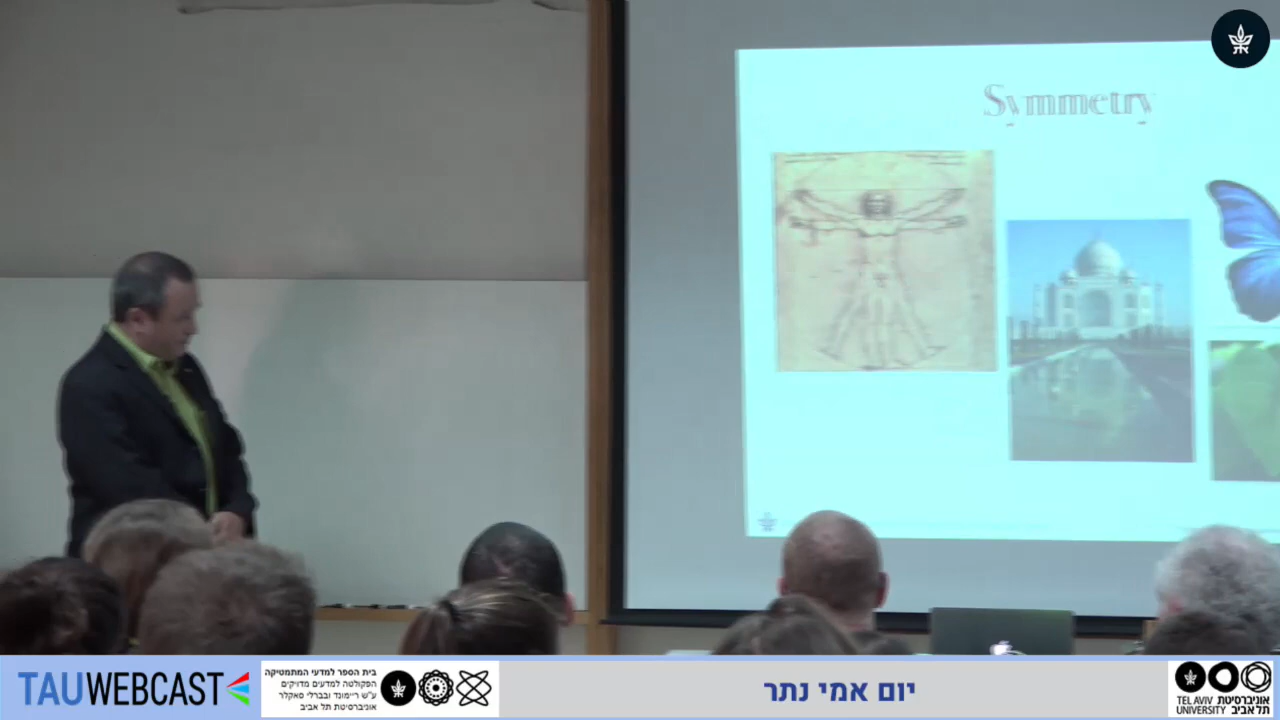 Symmetry
TAUWEBCAST
בית הספר למדעי המתמטיקה
הפקולטה למדעים מדויקים
ע"ש ריימונד ובברלי סאקלר
אוניברסיטת תל אביב
יום אמי נתר
TEL AVIV אוניברסיטת
UNIVERSITY תל אביב